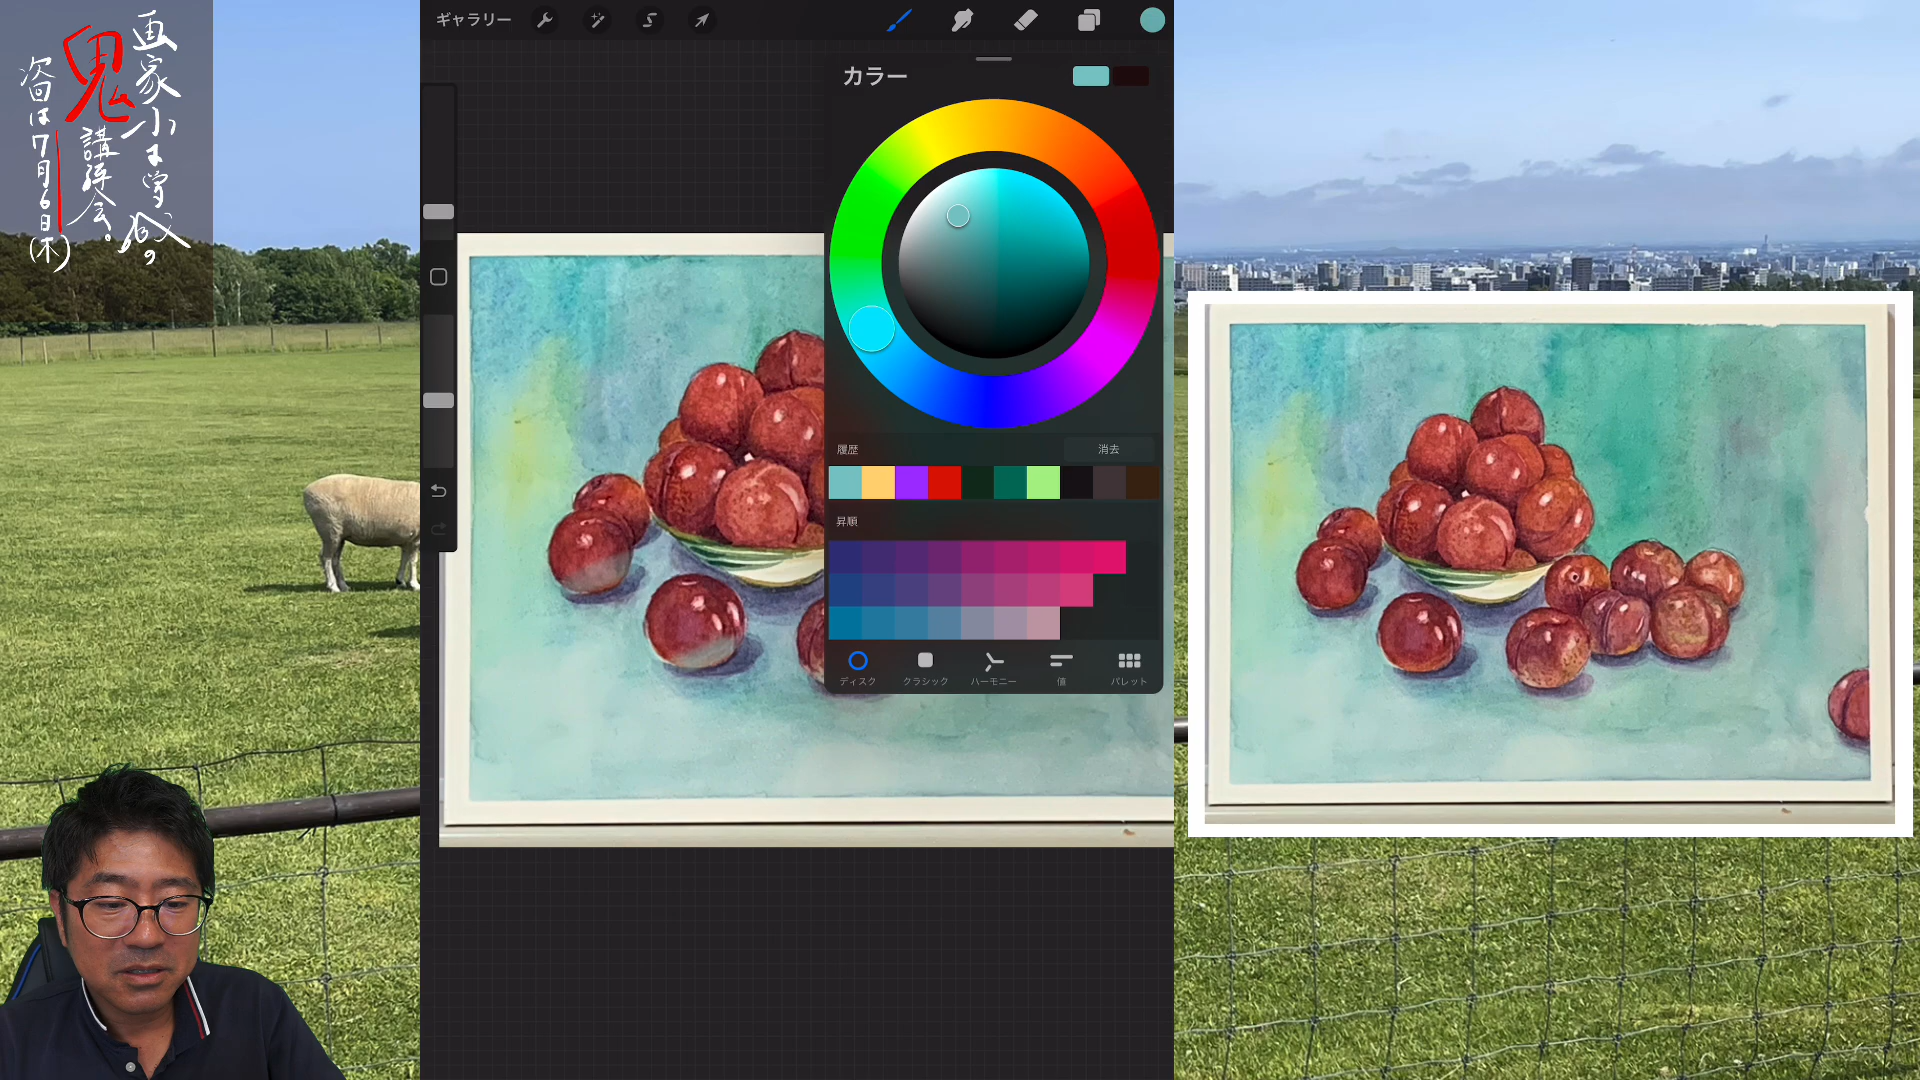 画家小木曽誠の
鬼
講評会。
次回は7月6日(木)
ギャラリー
カラー
履歴
消去
昇順
ディスク
クラシック
ハーモニー
値
パレット